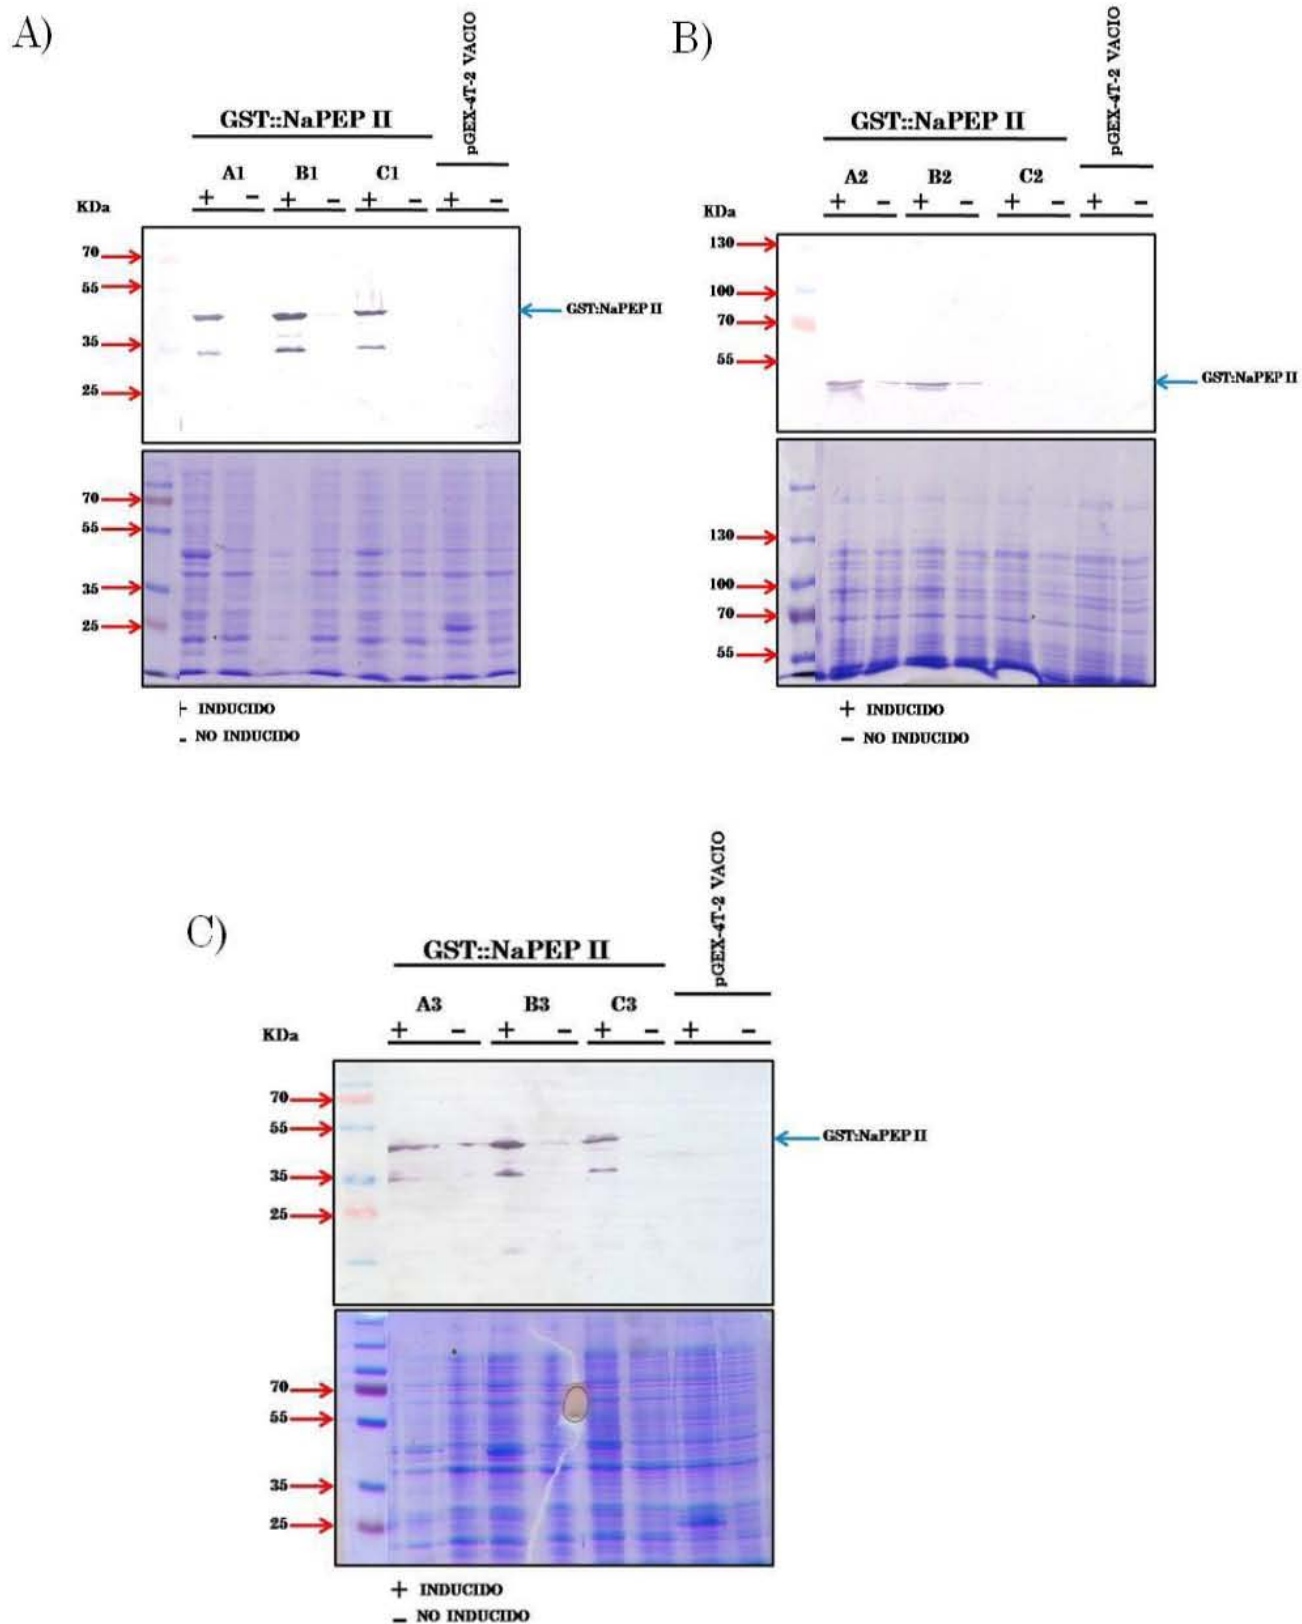 A)
pGEX-4T-2 VACIO
GST::NaPEP II
A1 B1 C1
+ − + − + − + −
KDa
70
55
35
25
GST:NaPEP II
70
55
35
25
INDUCIDO
NO INDUCIDO
B)
pGEX-4T-2 VACIO
GST::NaPEP II
A2 B2 C2
+ − + − + − + −
KDa
130
100
70
55
GST:NaPEP II
130
100
70
55
+ INDUCIDO
− NO INDUCIDO
C)
pGEX-4T-2 VACIO
GST::NaPEP II
A3 B3 C3
+ − + − + − + −
KDa
70
55
35
25
GST:NaPEP II
70
55
35
25
+ INDUCIDO
− NO INDUCIDO